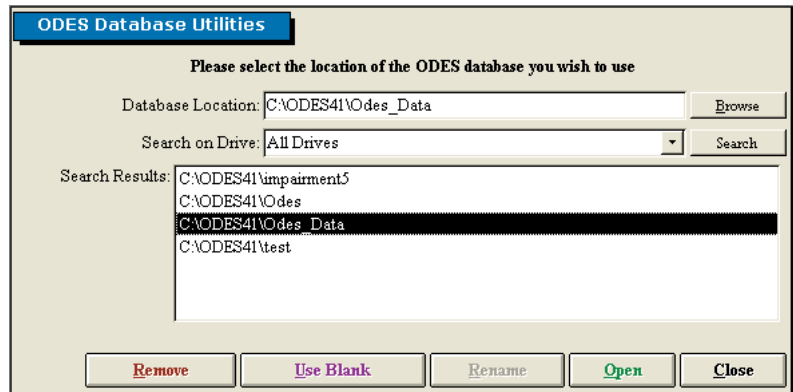 ODES Database Utilities
Please select the location of the ODES database you wish to use
Database Location: C:\ODES41\Odes_Data Browse
Search on Drive: All Drives Search
Search Results: C:\ODES41\impairment5
C:\ODES41\Odes
C:\ODES41\Odes_Data
C:\ODES41\test
Remove Use Blank Rename Open Close